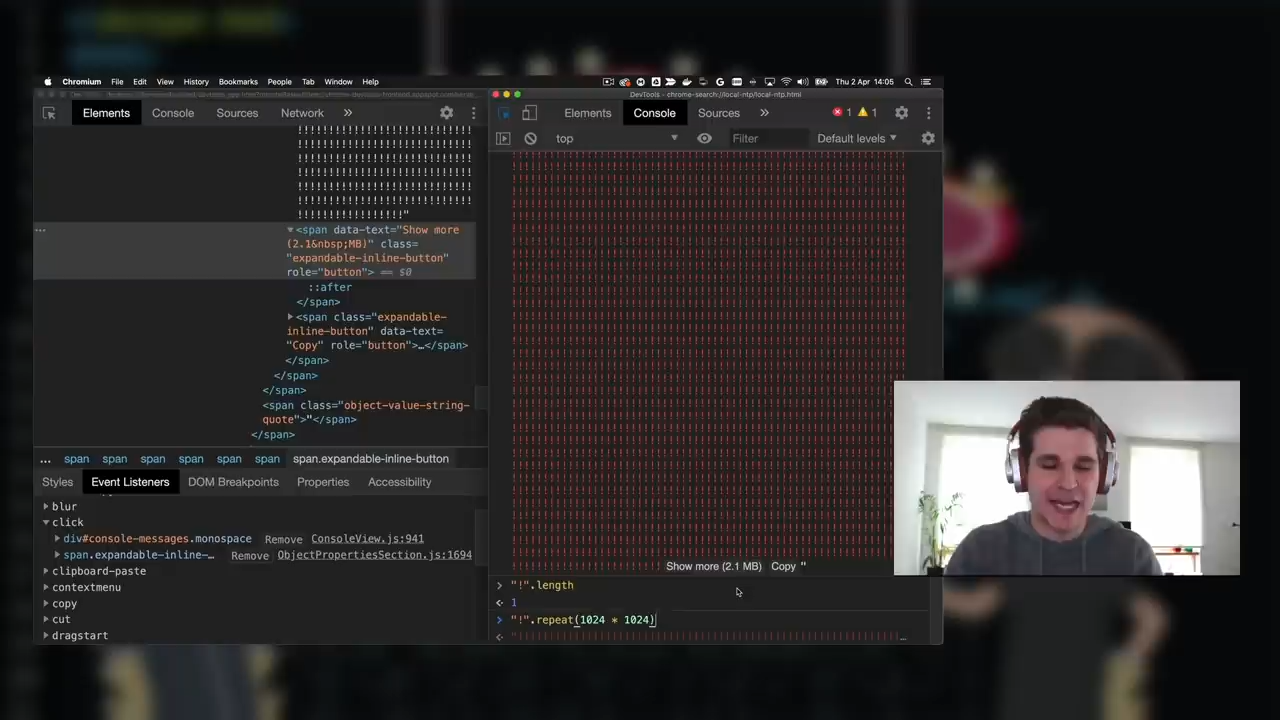 Chromium File Edit View History Bookmarks People Tab Window Help
Thu 2 Apr 14:05
DevTools - chrome-search://local-ntp/local-ntp.html
Elements Console Sources Network »
Elements Console Sources » 1 1
top Filter Default levels
!!!!!!!!!!!!!!!!!"
… <span data-text="Show more
(2.1&nbsp;MB)" class=
"expandable-inline-button"
role="button"> == $0
::after
</span>
<span class="expandable-
inline-button" data-text=
"Copy" role="button">…</span>
</span>
</span>
</span>
<span class="object-value-string-
quote">"</span>
</span>
... span span span span span span span.expandable-inline-button
Styles Event Listeners DOM Breakpoints Properties Accessibility
blur
click
div#console-messages.monospace Remove ConsoleView.js:941
span.expandable-inline-… Remove ObjectPropertiesSection.js:1694
clipboard-paste
contextmenu
copy
cut
dragstart
Show more (2.1 MB) Copy "
> "!".length
1
> "!".repeat(1024 * 1024)